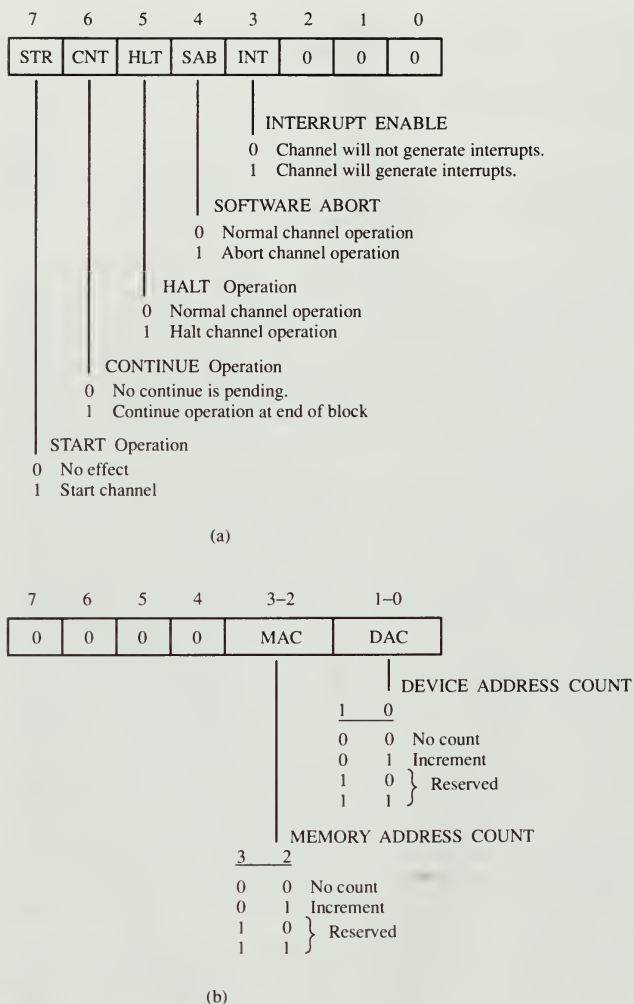 7 6 5 4 3 2 1 0
STR CNT HLT SAB INT 0 0 0
INTERRUPT ENABLE
0 Channel will not generate interrupts.
1 Channel will generate interrupts.
SOFTWARE ABORT
0 Normal channel operation
1 Abort channel operation
HALT Operation
0 Normal channel operation
1 Halt channel operation
CONTINUE Operation
0 No continue is pending.
1 Continue operation at end of block
START Operation
0 No effect
1 Start channel
(a)
7 6 5 4 3–2 1–0
0 0 0 0 MAC DAC
DEVICE ADDRESS COUNT
1 0
0 0 No count
0 1 Increment
1 0 } Reserved
1 1
MEMORY ADDRESS COUNT
3 2
0 0 No count
0 1 Increment
1 0 } Reserved
1 1
(b)